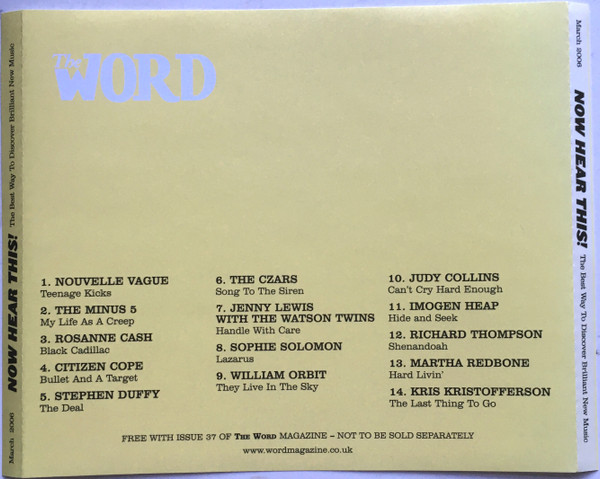 The WORD
1. NOUVELLE VAGUE
Teenage Kicks
2. THE MINUS 5
My Life As A Creep
3. ROSANNE CASH
Black Cadillac
4. CITIZEN COPE
Bullet And A Target
5. STEPHEN DUFFY
The Deal
6. THE CZARS
Song To The Siren
7. JENNY LEWIS
WITH THE WATSON TWINS
Handle With Care
8. SOPHIE SOLOMON
Lazarus
9. WILLIAM ORBIT
They Live In The Sky
10. JUDY COLLINS
Can't Cry Hard Enough
11. IMOGEN HEAP
Hide and Seek
12. RICHARD THOMPSON
Shenandoah
13. MARTHA REDBONE
Hard Livin'
14. KRIS KRISTOFFERSON
The Last Thing To Go
FREE WITH ISSUE 37 OF THE WORD MAGAZINE – NOT TO BE SOLD SEPARATELY
www.wordmagazine.co.uk
March 2006 NOW HEAR THIS! The Best Way To Discover Brilliant New Music
March 2006 NOW HEAR THIS! The Best Way To Discover Brilliant New Music